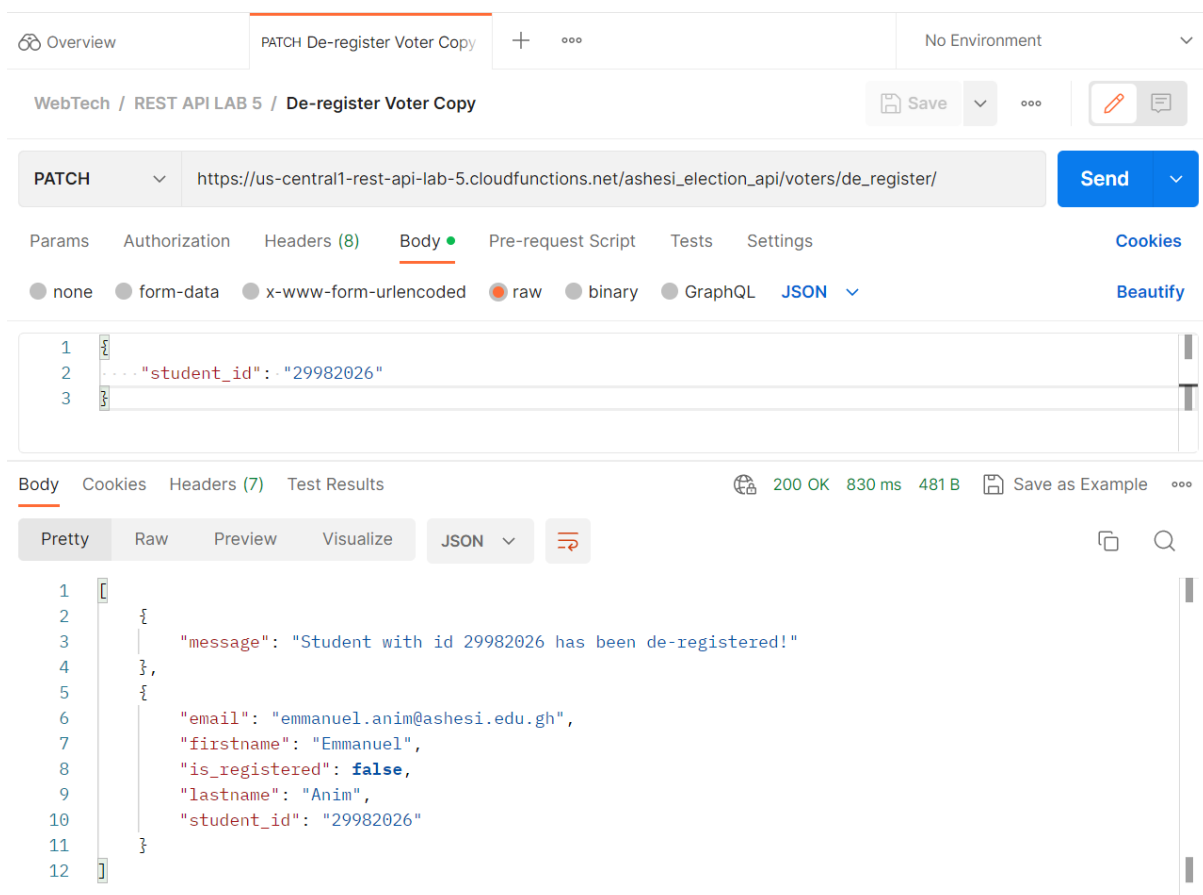 Overview PATCH De-register Voter Copy No Environment
WebTech / REST API LAB 5 / De-register Voter Copy Save
PATCH https://us-central1-rest-api-lab-5.cloudfunctions.net/ashesi_election_api/voters/de_register/ Send
Params Authorization Headers (8) Body Pre-request Script Tests Settings Cookies
none form-data x-www-form-urlencoded raw binary GraphQL JSON Beautify
1 {
2 "student_id": "29982026"
3 }
Body Cookies Headers (7) Test Results 200 OK 830 ms 481 B Save as Example
Pretty Raw Preview Visualize JSON
1 [
2 {
3 "message": "Student with id 29982026 has been de-registered!"
4 },
5 {
6 "email": "emmanuel.anim@ashesi.edu.gh",
7 "firstname": "Emmanuel",
8 "is_registered": false,
9 "lastname": "Anim",
10 "student_id": "29982026"
11 }
12 ]